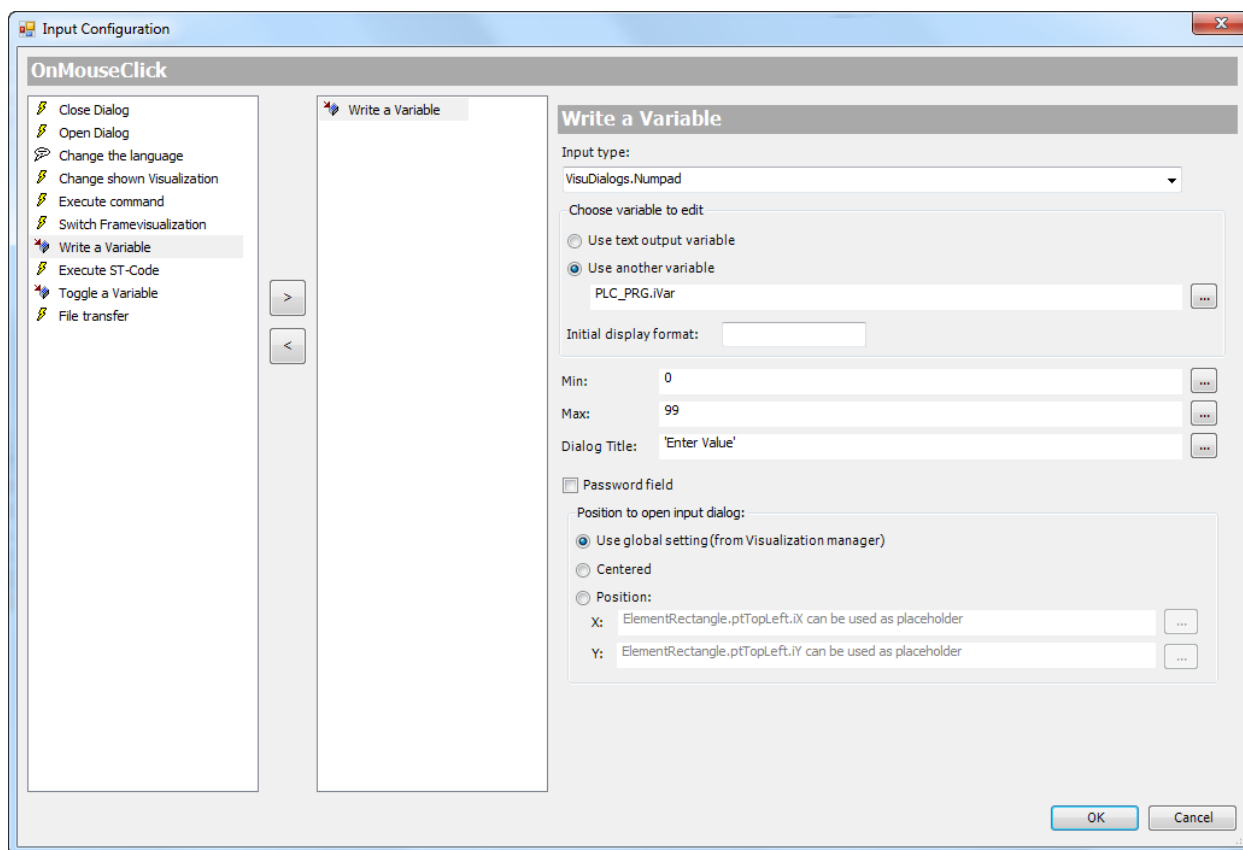 Input Configuration
OnMouseClick
Close Dialog
Open Dialog
Change the language
Change shown Visualization
Execute command
Switch Framevisualization
Write a Variable
Execute ST-Code
Toggle a Variable
File transfer
>
<
Write a Variable
Write a Variable
Input type:
VisuDialogs.Numpad
Choose variable to edit
Use text output variable
Use another variable
PLC_PRG.iVar
...
Initial display format:
Min: 0 ...
Max: 99 ...
Dialog Title: 'Enter Value' ...
Password field
Position to open input dialog:
Use global setting(from Visualization manager)
Centered
Position:
X: ElementRectangle.ptTopLeft.iX can be used as placeholder ...
Y: ElementRectangle.ptTopLeft.iY can be used as placeholder ...
OK Cancel